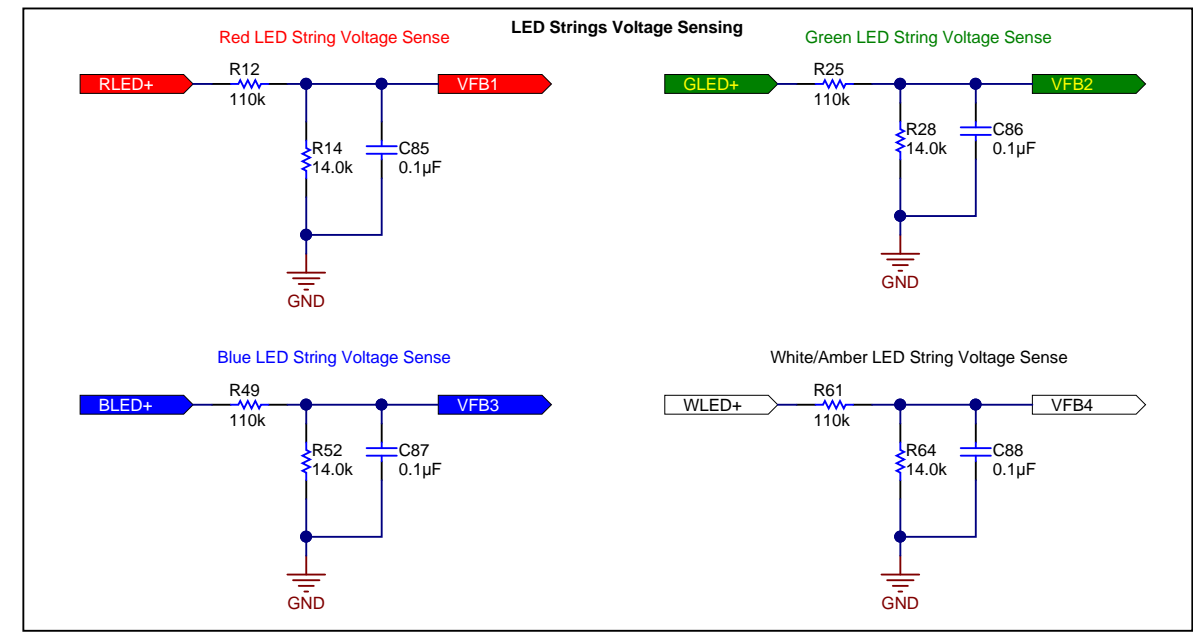 LED Strings Voltage Sensing
Red LED String Voltage Sense
RLED+
R12
110k
VFB1
R14
14.0k
C85
0.1µF
GND
Green LED String Voltage Sense
GLED+
R25
110k
VFB2
R28
14.0k
C86
0.1µF
GND
Blue LED String Voltage Sense
BLED+
R49
110k
VFB3
R52
14.0k
C87
0.1µF
GND
White/Amber LED String Voltage Sense
WLED+
R61
110k
VFB4
R64
14.0k
C88
0.1µF
GND